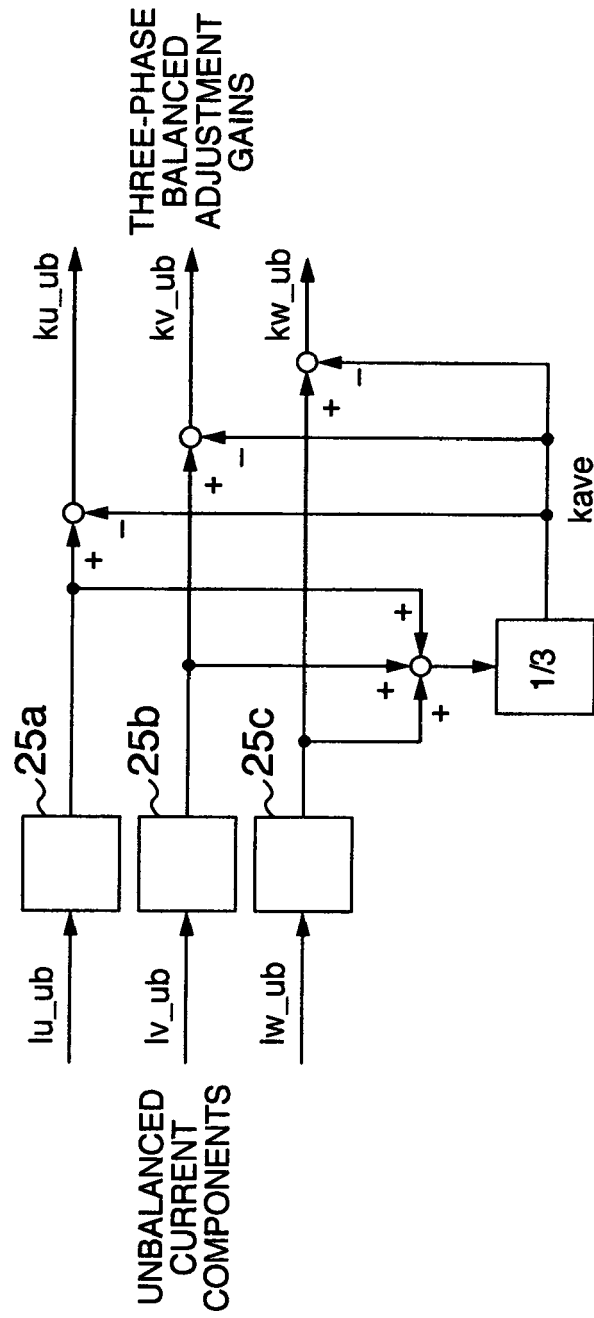 UNBALANCED
CURRENT
COMPONENTS
Iu_ub
Iv_ub
Iw_ub
25a
25b
25c
+
+
+
+
+
+
1/3
kave
−
−
−
ku_ub
kv_ub
kw_ub
THREE-PHASE
BALANCED
ADJUSTMENT
GAINS